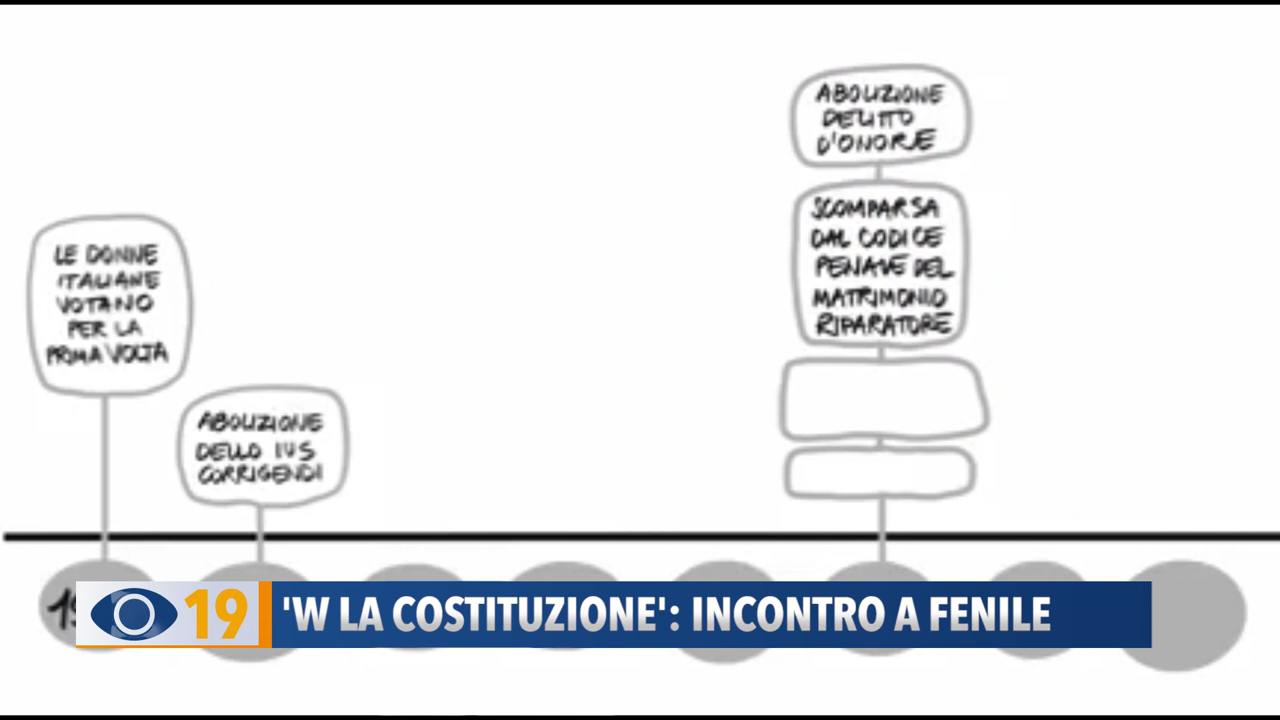 ABOLIZIONE
DELITTO
D'ONORE
SCOMPARSA
DAL CODICE
PENALE DEL
MATRIMONIO
RIPARATORE
LE DONNE
ITALIANE
VOTANO
PER LA
PRIMA VOLTA
ABOLIZIONE
DELLO IUS
CORRIGENDI
19 'W LA COSTITUZIONE': INCONTRO A FENILE